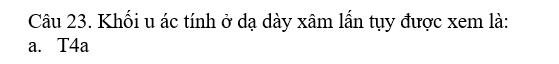 Câu 23. Khối u ác tính ở dạ dày xâm lấn tụy được xem là:
a. T4a